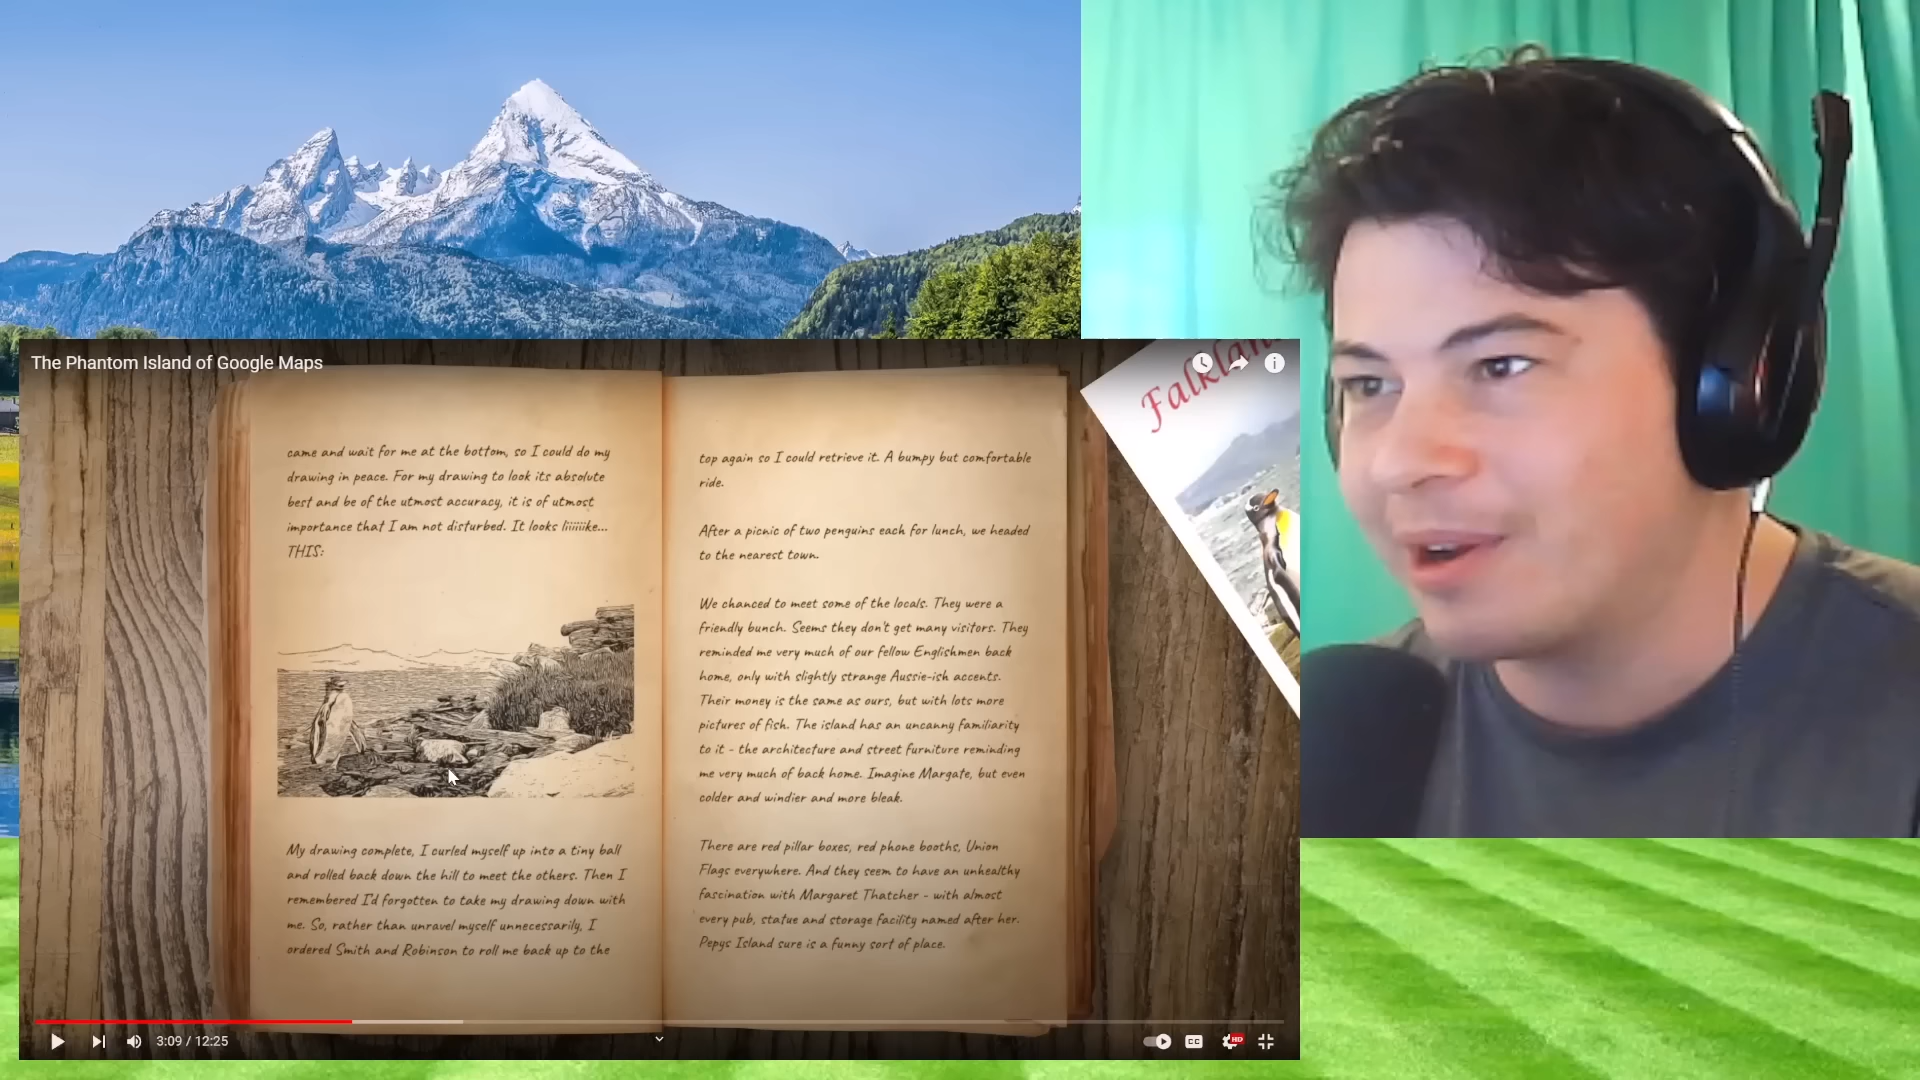 The Phantom Island of Google Maps
came and wait for me at the bottom, so I could do my
drawing in peace. For my drawing to look its absolute
best and be of the utmost accuracy, it is of utmost
importance that I am not disturbed. It looks liiiiiike...
THIS:
My drawing complete, I curled myself up into a tiny ball
and rolled back down the hill to meet the others. Then I
remembered I'd forgotten to take my drawing down with
me. So, rather than unravel myself unnecessarily, I
ordered Smith and Robinson to roll me back up to the
top again so I could retrieve it. A bumpy but comfortable
ride.
After a picnic of two penguins each for lunch, we headed
to the nearest town.
We chanced to meet some of the locals. They were a
friendly bunch. Seems they don't get many visitors. They
reminded me very much of our fellow Englishmen back
home, only with slightly strange Aussie-ish accents.
Their money is the same as ours, but with lots more
pictures of fish. The island has an uncanny familiarity
to it - the architecture and street furniture reminding
me very much of back home. Imagine Margate, but even
colder and windier and more bleak.
There are red pillar boxes, red phone booths, Union
Flags everywhere. And they seem to have an unhealthy
fascination with Margaret Thatcher - with almost
every pub, statue and storage facility named after her.
Pepys Island sure is a funny sort of place.
3:09 / 12:25
CC
HD